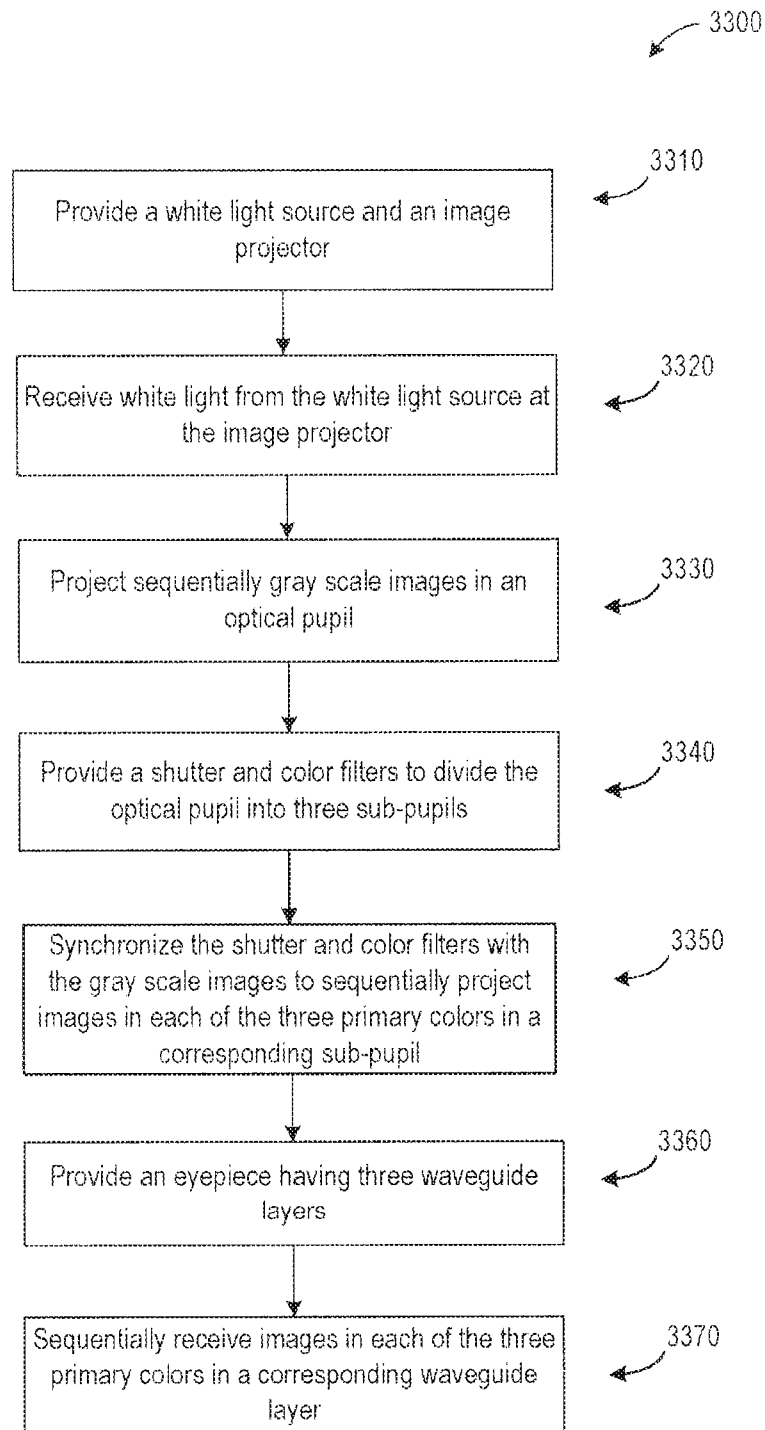 3300
3310
Provide a white light source and an image
projector
3320
Receive white light from the white light source at
the image projector
3330
Project sequentially gray scale images in an
optical pupil
3340
Provide a shutter and color filters to divide the
optical pupil into three sub-pupils
3350
Synchronize the shutter and color filters with
the gray scale images to sequentially project
images in each of the three primary colors in a
corresponding sub-pupil
3360
Provide an eyepiece having three waveguide
layers
3370
Sequentially receive images in each of the three
primary colors in a corresponding waveguide
layer